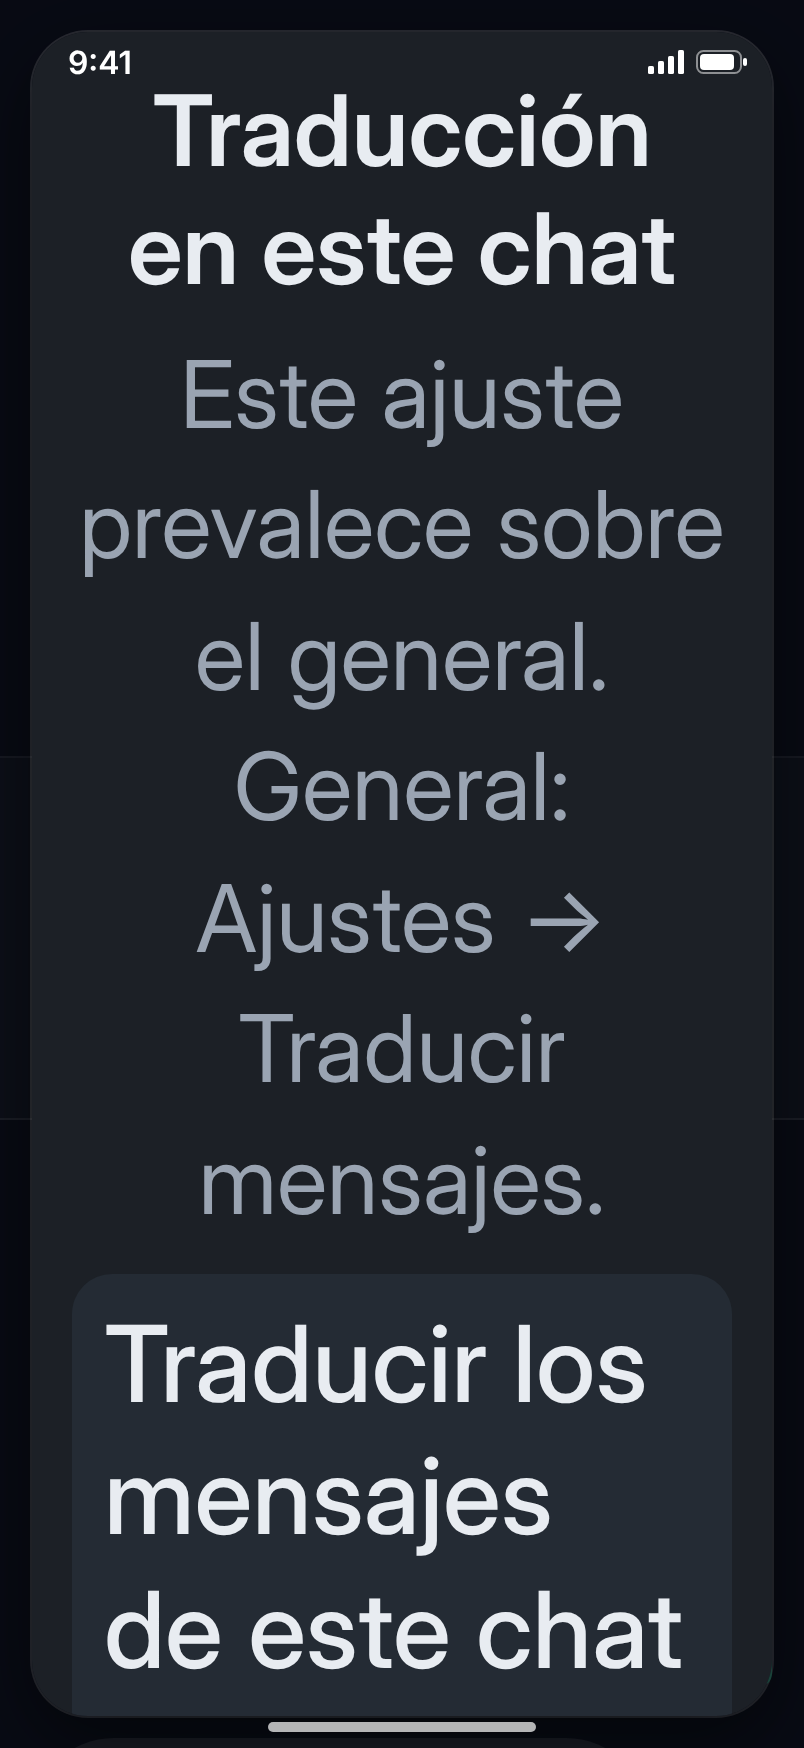 9:41
Traducción
en este chat
Este ajuste
prevalece sobre
el general.
General:
Ajustes →
Traducir
mensajes.
Traducir los
mensajes
de este chat